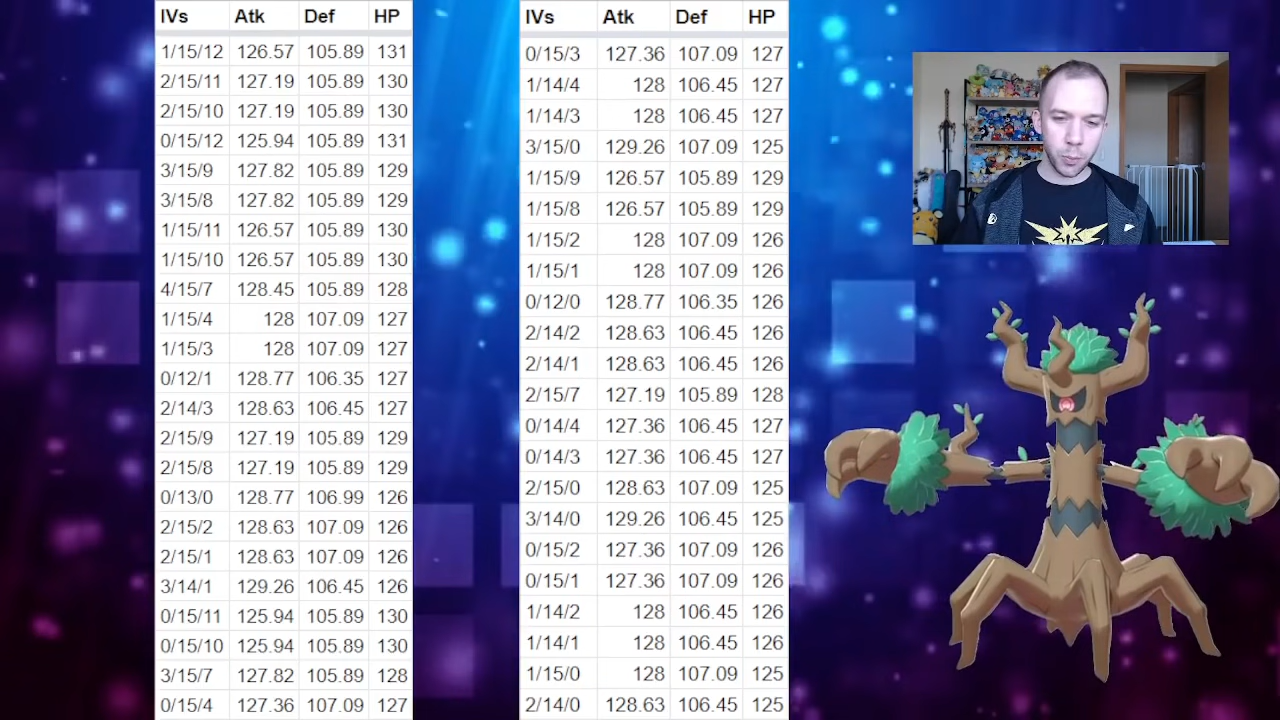 IVs Atk Def HP
1/15/12 126.57 105.89 131
2/15/11 127.19 105.89 130
2/15/10 127.19 105.89 130
0/15/12 125.94 105.89 131
3/15/9 127.82 105.89 129
3/15/8 127.82 105.89 129
1/15/11 126.57 105.89 130
1/15/10 126.57 105.89 130
4/15/7 128.45 105.89 128
1/15/4 128 107.09 127
1/15/3 128 107.09 127
0/12/1 128.77 106.35 127
2/14/3 128.63 106.45 127
2/15/9 127.19 105.89 129
2/15/8 127.19 105.89 129
0/13/0 128.77 106.99 126
2/15/2 128.63 107.09 126
2/15/1 128.63 107.09 126
3/14/1 129.26 106.45 126
0/15/11 125.94 105.89 130
0/15/10 125.94 105.89 130
3/15/7 127.82 105.89 128
0/15/4 127.36 107.09 127
IVs Atk Def HP
0/15/3 127.36 107.09 127
1/14/4 128 106.45 127
1/14/3 128 106.45 127
3/15/0 129.26 107.09 125
1/15/9 126.57 105.89 129
1/15/8 126.57 105.89 129
1/15/2 128 107.09 126
1/15/1 128 107.09 126
0/12/0 128.77 106.35 126
2/14/2 128.63 106.45 126
2/14/1 128.63 106.45 126
2/15/7 127.19 105.89 128
0/14/4 127.36 106.45 127
0/14/3 127.36 106.45 127
2/15/0 128.63 107.09 125
3/14/0 129.26 106.45 125
0/15/2 127.36 107.09 126
0/15/1 127.36 107.09 126
1/14/2 128 106.45 126
1/14/1 128 106.45 126
1/15/0 128 107.09 125
2/14/0 128.63 106.45 125